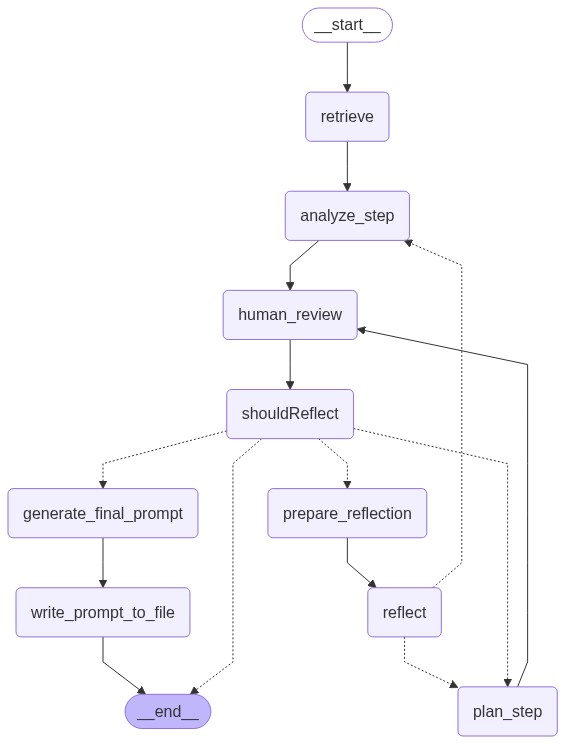 __start__
retrieve
analyze_step
human_review
shouldReflect
generate_final_prompt
prepare_reflection
write_prompt_to_file
reflect
__end__
plan_step